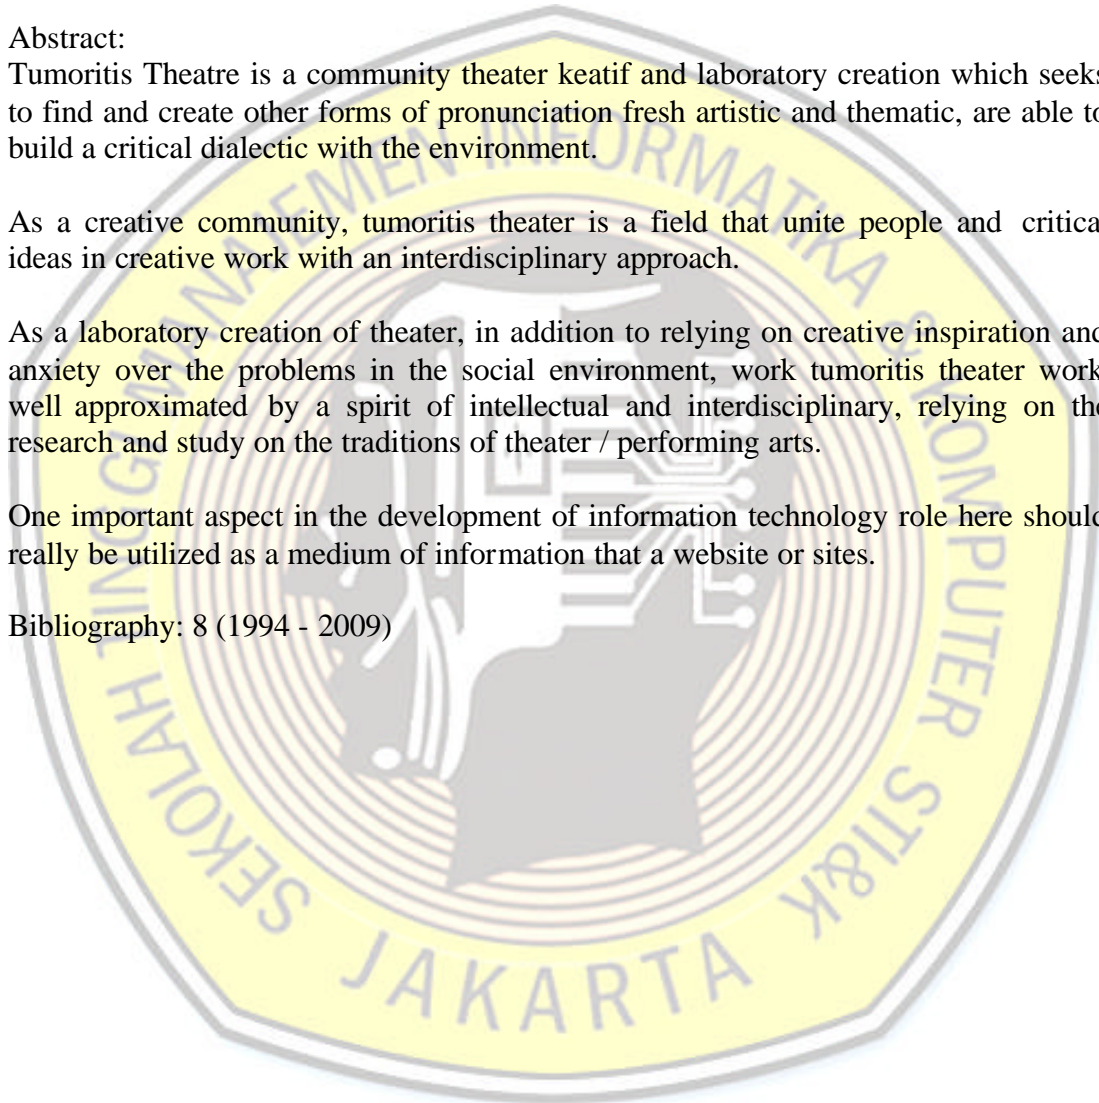 Abstract:
Tumoritis Theatre is a community theater keatif and laboratory creation which seeks
to find and create other forms of pronunciation fresh artistic and thematic, are able to
build a critical dialectic with the environment.
As a creative community, tumoritis theater is a field that unite people and critica
ideas in creative work with an interdisciplinary approach.
As a laboratory creation of theater, in addition to relying on creative inspiration and
anxiety over the problems in the social environment, work tumoritis theater work
well approximated by a spirit of intellectual and interdisciplinary, relying on the
research and study on the traditions of theater / performing arts.
One important aspect in the development of information technology role here should
really be utilized as a medium of information that a website or sites.
Bibliography: 8 (1994 - 2009)
SEKOLAH TINGGI MANAJEMEN INFORMATIKA & KOMPUTER STI&K
JAKARTA